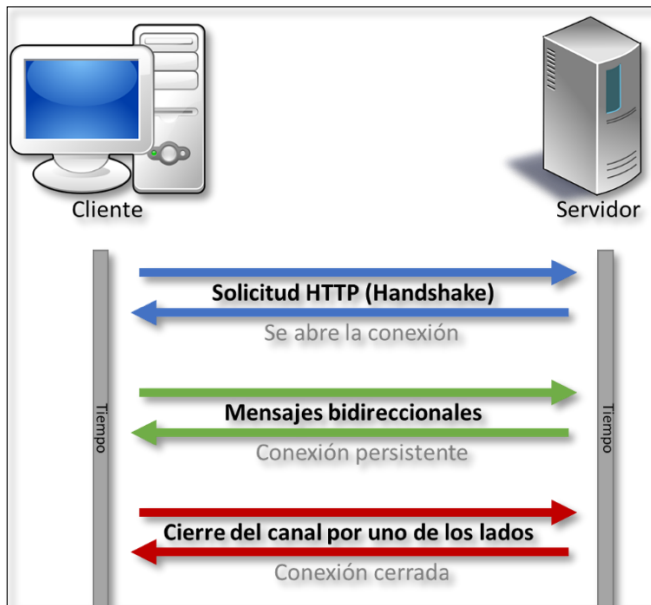 Cliente
Servidor
Solicitud HTTP (Handshake)
Se abre la conexión
Tiempo
Tiempo
Mensajes bidireccionales
Conexión persistente
Cierre del canal por uno de los lados
Conexión cerrada